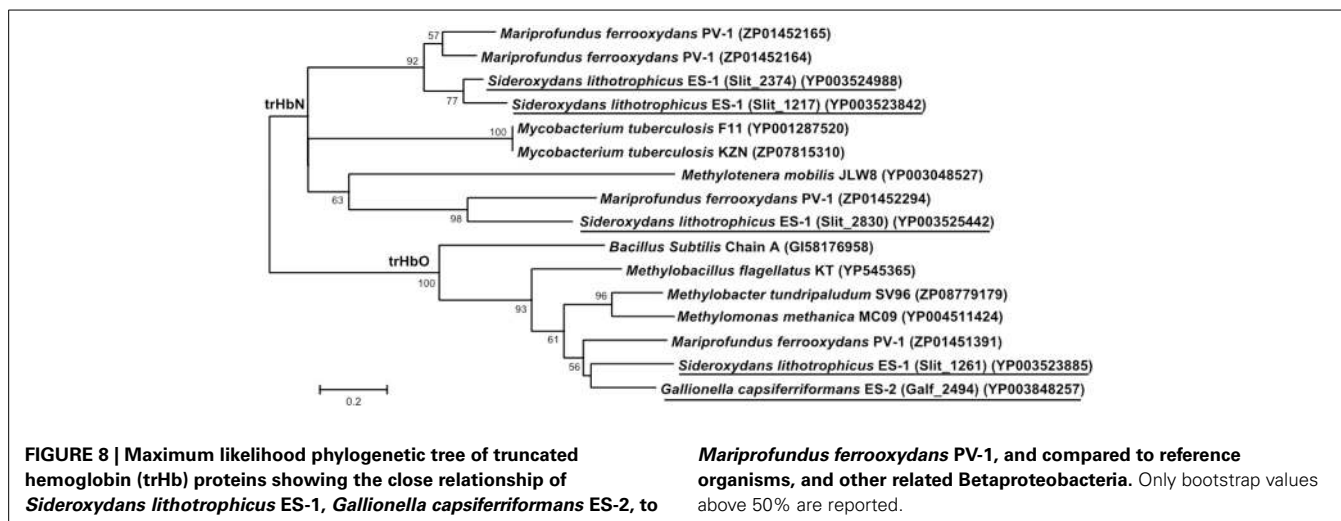 57
Mariprofundus ferrooxydans PV-1 (ZP01452165)
92
Mariprofundus ferrooxydans PV-1 (ZP01452164)
Sideroxydans lithotrophicus ES-1 (Slit_2374) (YP003524988)
77
Sideroxydans lithotrophicus ES-1 (Slit_1217) (YP003523842)
trHbN
100
Mycobacterium tuberculosis F11 (YP001287520)
Mycobacterium tuberculosis KZN (ZP07815310)
Methylotenera mobilis JLW8 (YP003048527)
63
Mariprofundus ferrooxydans PV-1 (ZP01452294)
98
Sideroxydans lithotrophicus ES-1 (Slit_2830) (YP003525442)
trHbO
Bacillus Subtilis Chain A (GI58176958)
100
Methylobacillus flagellatus KT (YP545365)
93
96
Methylobacter tundripaludum SV96 (ZP08779179)
Methylomonas methanica MC09 (YP004511424)
61
Mariprofundus ferrooxydans PV-1 (ZP01451391)
56
Sideroxydans lithotrophicus ES-1 (Slit_1261) (YP003523885)
Gallionella capsiferriformans ES-2 (Galf_2494) (YP003848257)
0.2
FIGURE 8 | Maximum likelihood phylogenetic tree of truncated
hemoglobin (trHb) proteins showing the close relationship of
Sideroxydans lithotrophicus ES-1, Gallionella capsiferriformans ES-2, to
Mariprofundus ferrooxydans PV-1, and compared to reference
organisms, and other related Betaproteobacteria. Only bootstrap values
above 50% are reported.